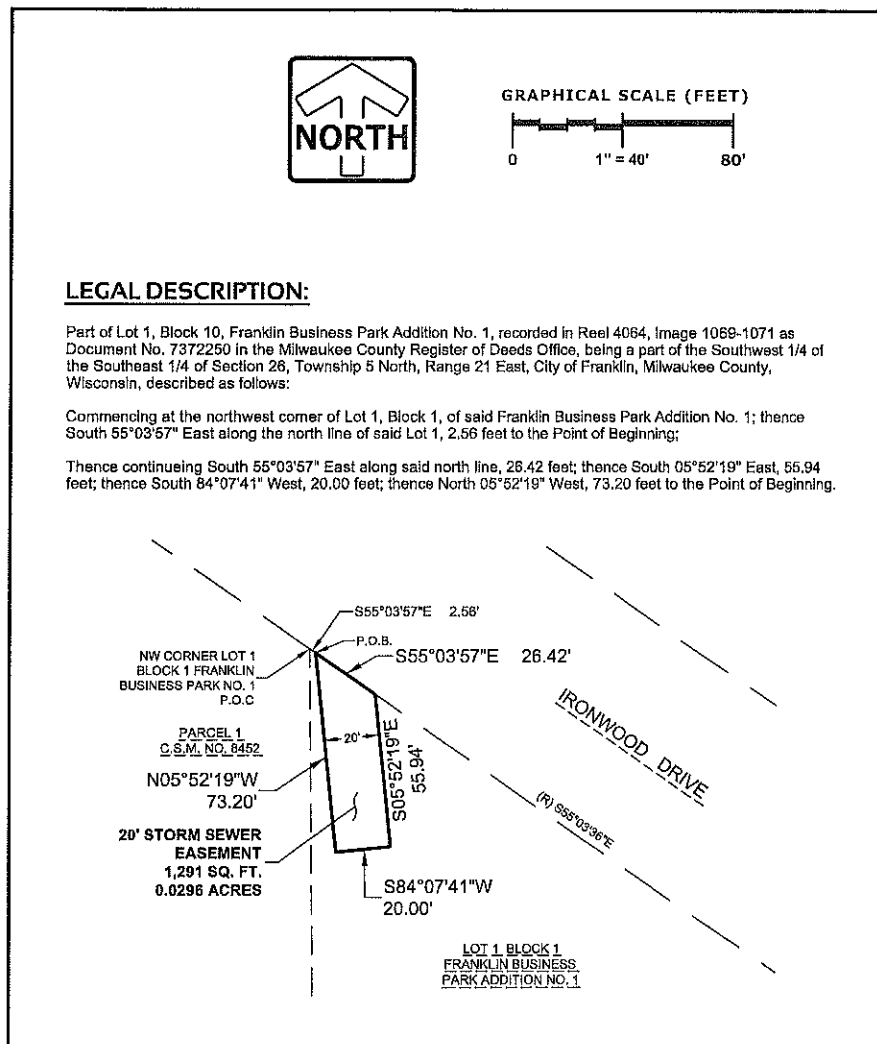 NORTH
GRAPHICAL SCALE (FEET)
0 1" = 40' 80'
LEGAL DESCRIPTION:
Part of Lot 1, Block 10, Franklin Business Park Addition No. 1, recorded in Reel 4064, Image 1069-1071 as
Document No. 7372250 in the Milwaukee County Register of Deeds Office, being a part of the Southwest 1/4 of
the Southeast 1/4 of Section 26, Township 5 North, Range 21 East, City of Franklin, Milwaukee County,
Wisconsin, described as follows:
Commencing at the northwest corner of Lot 1, Block 1, of said Franklin Business Park Addition No. 1; thence
South 55°03'57" East along the north line of said Lot 1, 2.56 feet to the Point of Beginning;
Thence continueing South 55°03'57" East along said north line, 26.42 feet; thence South 05°52'19" East, 55.94
feet; thence South 84°07'41" West, 20.00 feet; thence North 05°52'19" West, 73.20 feet to the Point of Beginning.
S55°03'57"E 2.56'
P.O.B.
S55°03'57"E 26.42'
NW CORNER LOT 1
BLOCK 1 FRANKLIN
BUSINESS PARK NO. 1
P.O.C
PARCEL 1
C.S.M. NO. 8452
20'
S05°52'19"E
55.94'
IRONWOOD DRIVE
(R) S55°03'36"E
N05°52'19"W
73.20'
20' STORM SEWER
EASEMENT
1,291 SQ. FT.
0.0296 ACRES
S84°07'41"W
20.00'
LOT 1 BLOCK 1
FRANKLIN BUSINESS
PARK ADDITION NO. 1